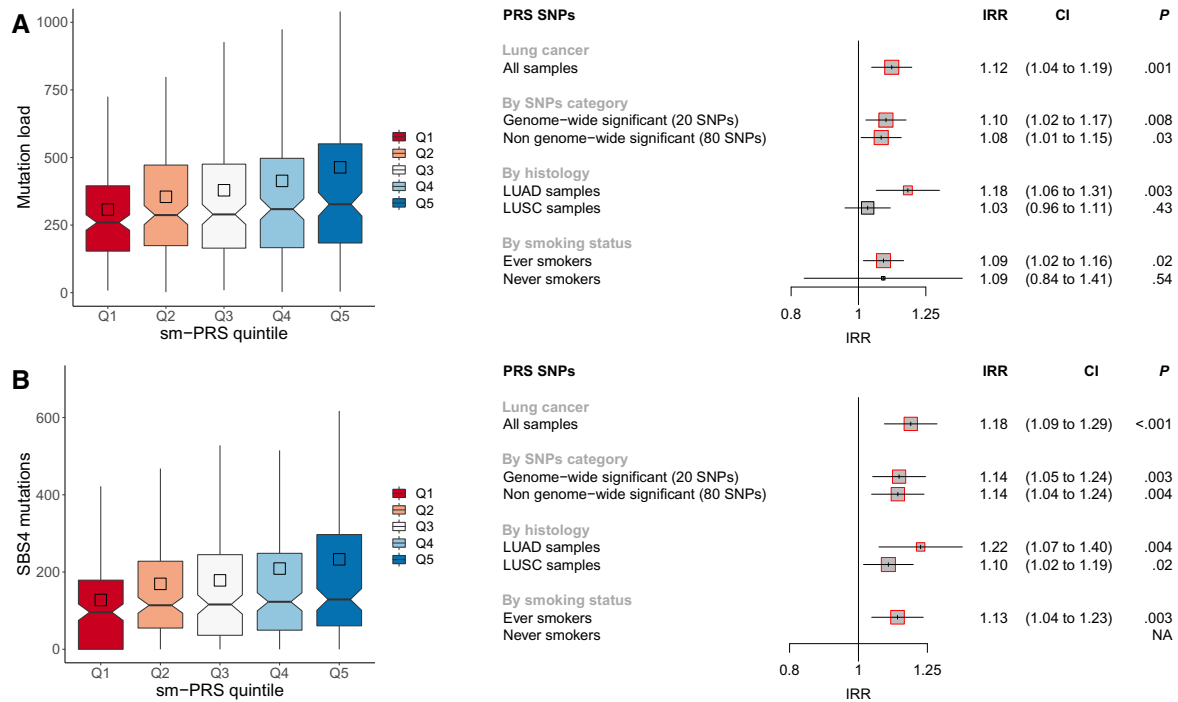 A
Mutation load
1000
750
500
250
0
Q1 Q2 Q3 Q4 Q5
sm−PRS quintile
Q1
Q2
Q3
Q4
Q5
PRS SNPs IRR CI P
Lung cancer
All samples 1.12 (1.04 to 1.19) .001
By SNPs category
Genome−wide significant (20 SNPs) 1.10 (1.02 to 1.17) .008
Non genome−wide significant (80 SNPs) 1.08 (1.01 to 1.15) .03
By histology
LUAD samples 1.18 (1.06 to 1.31) .003
LUSC samples 1.03 (0.96 to 1.11) .43
By smoking status
Ever smokers 1.09 (1.02 to 1.16) .02
Never smokers 1.09 (0.84 to 1.41) .54
0.8 1 1.25
IRR
B
SBS4 mutations
600
400
200
0
Q1 Q2 Q3 Q4 Q5
sm−PRS quintile
Q1
Q2
Q3
Q4
Q5
PRS SNPs IRR CI P
Lung cancer
All samples 1.18 (1.09 to 1.29) <.001
By SNPs category
Genome−wide significant (20 SNPs) 1.14 (1.05 to 1.24) .003
Non genome−wide significant (80 SNPs) 1.14 (1.04 to 1.24) .004
By histology
LUAD samples 1.22 (1.07 to 1.40) .004
LUSC samples 1.10 (1.02 to 1.19) .02
By smoking status
Ever smokers 1.13 (1.04 to 1.23) .003
Never smokers NA
0.8 1 1.25
IRR